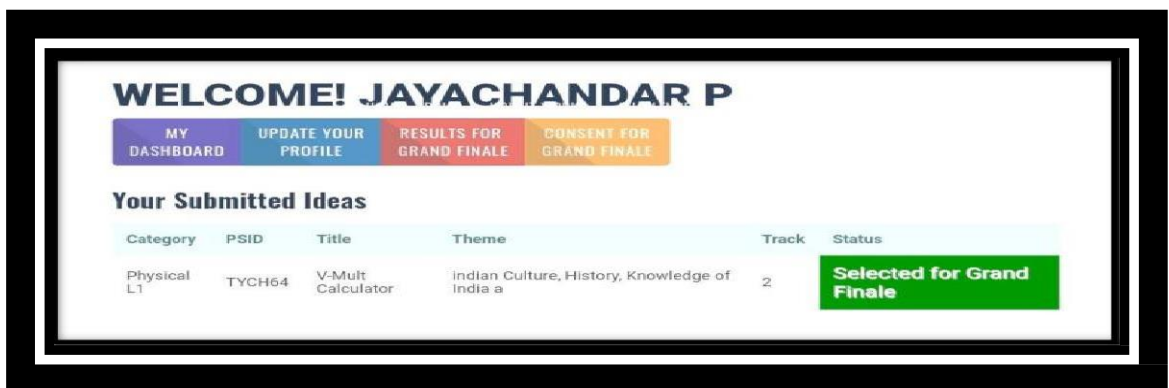 WELCOME! JAYACHANDAR P
MY DASHBOARD
UPDATE YOUR PROFILE
RESULTS FOR GRAND FINALE
CONSENT FOR GRAND FINALE
Your Submitted Ideas
Category PSID Title Theme Track Status
Physical L1 TYCH64 V-Mult Calculator Indian Culture, History, Knowledge of India a 2 Selected for Grand Finale